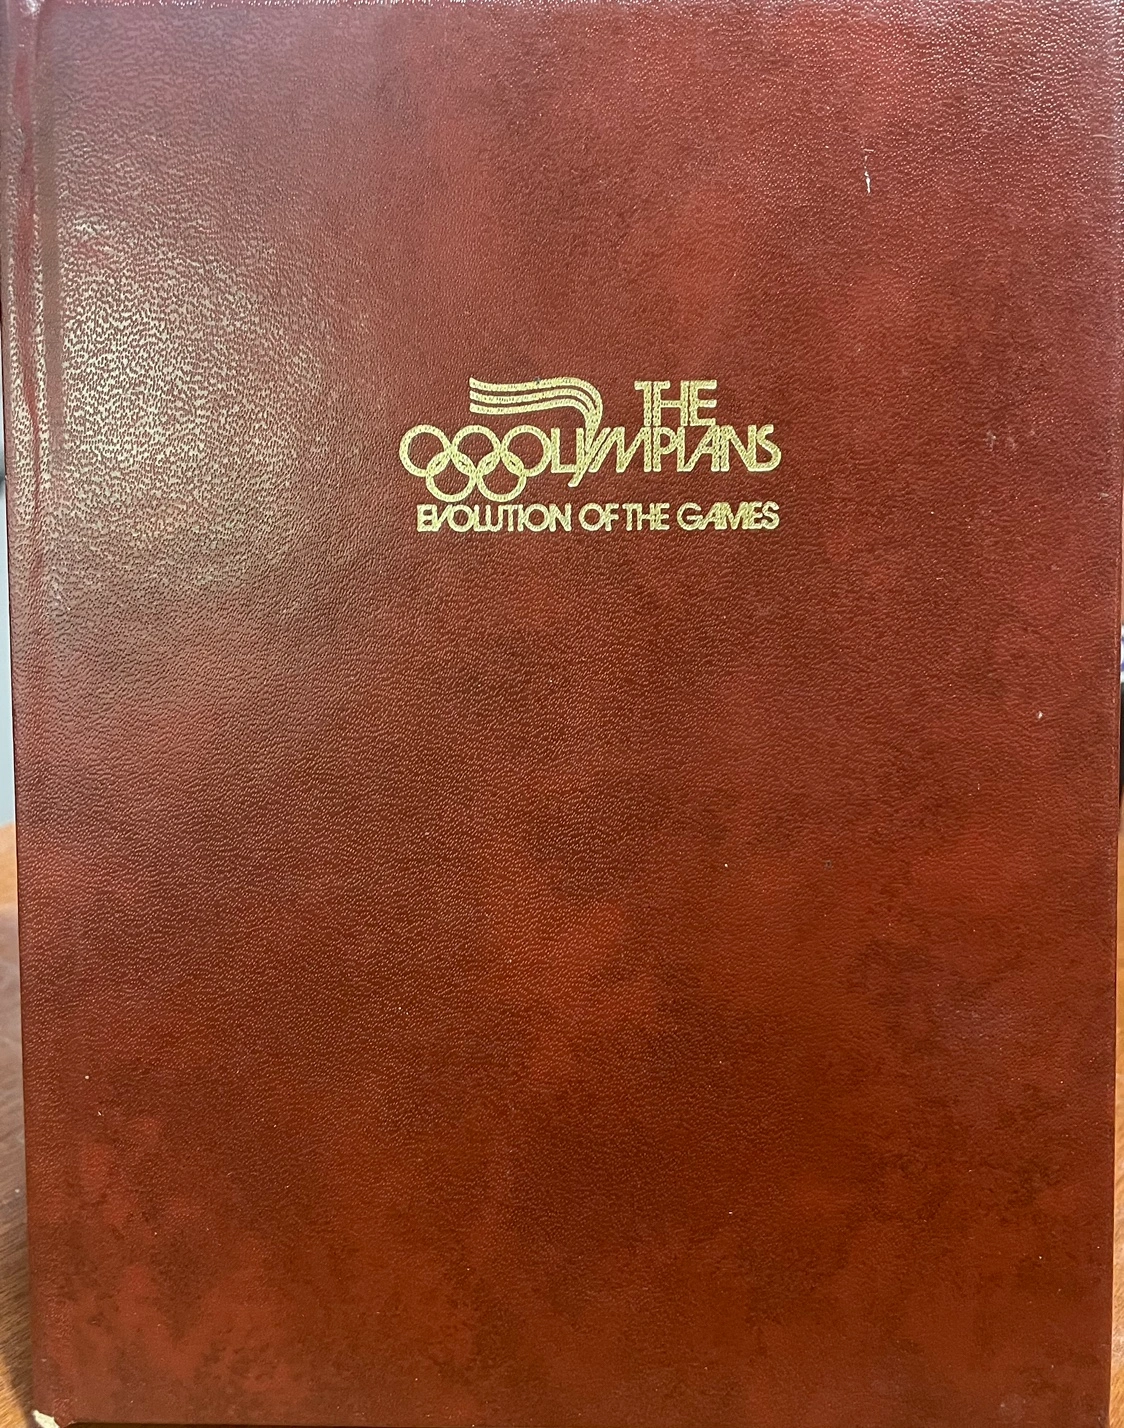 THE
OLYMPIANS
EVOLUTION OF THE GAMES